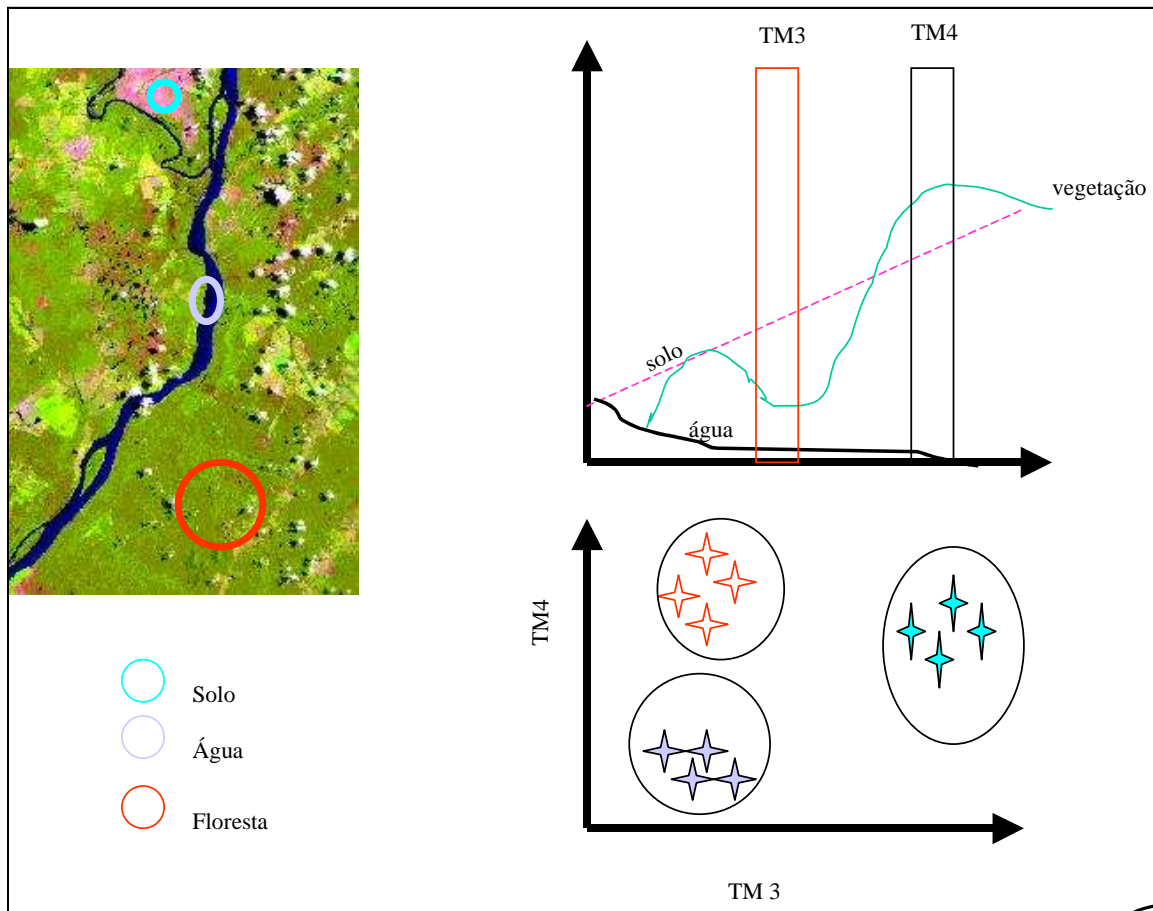 TM3
TM4
vegetação
solo
água
TM4
Solo
Água
Floresta
TM 3